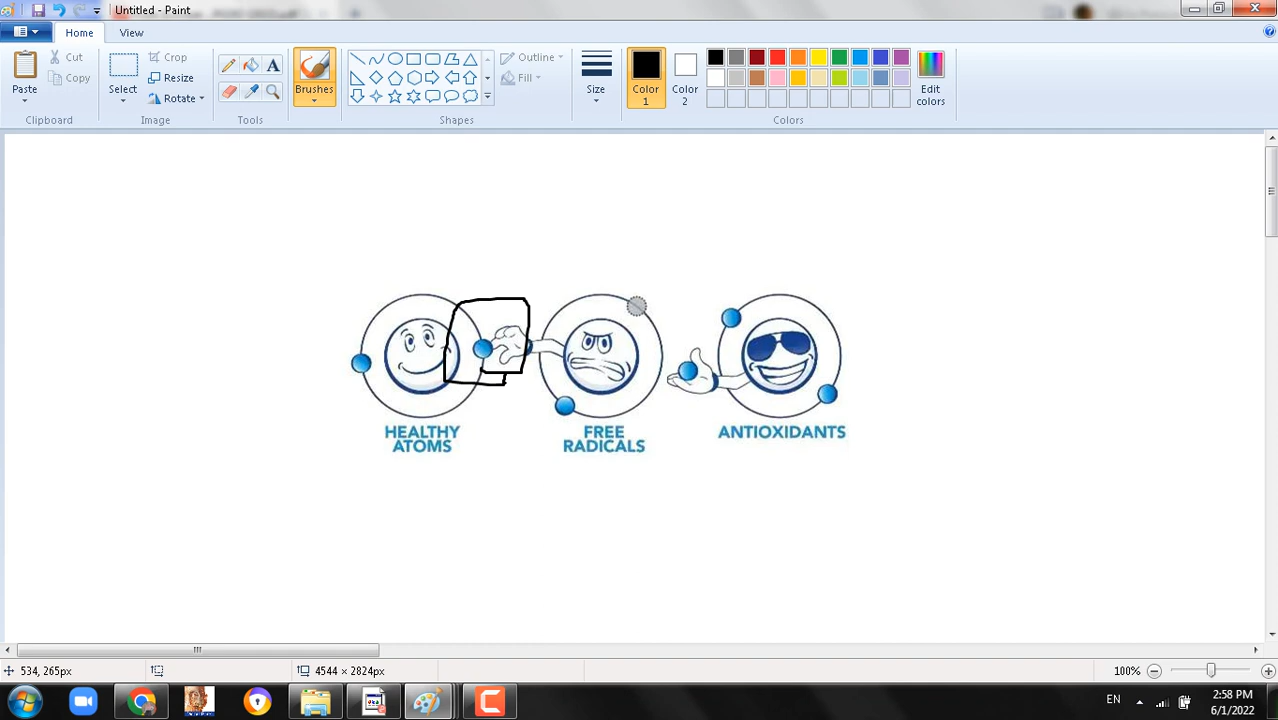 Untitled - Paint
Home
View
Paste
Cut
Copy
Clipboard
Select
Crop
Resize
Rotate
Image
A
Tools
Brushes
Outline
Fill
Shapes
Size
Color
1
Color
2
Edit
colors
Colors
HEALTHY
ATOMS
FREE
RADICALS
ANTIOXIDANTS
534, 265px
4544 × 2824px
100%
EN
2:58 PM
6/1/2022